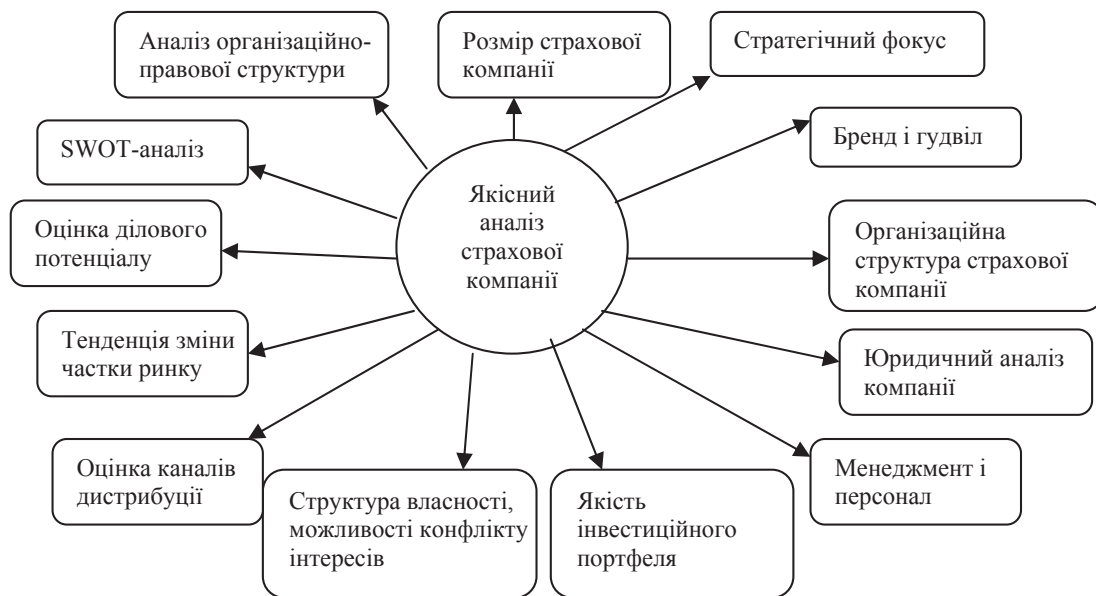 Аналіз організаційно-
правової структури
Розмір страхової
компанії
Стратегічний фокус
SWOT-аналіз
Бренд і гудвіл
Якісний
аналіз
страхової
компанії
Оцінка ділового
потенціалу
Організаційна
структура страхової
компанії
Тенденція зміни
частки ринку
Юридичний аналіз
компанії
Оцінка каналів
дистрибуції
Структура власності,
можливості конфлікту
інтересів
Якість
інвестиційного
портфеля
Менеджмент і
персонал